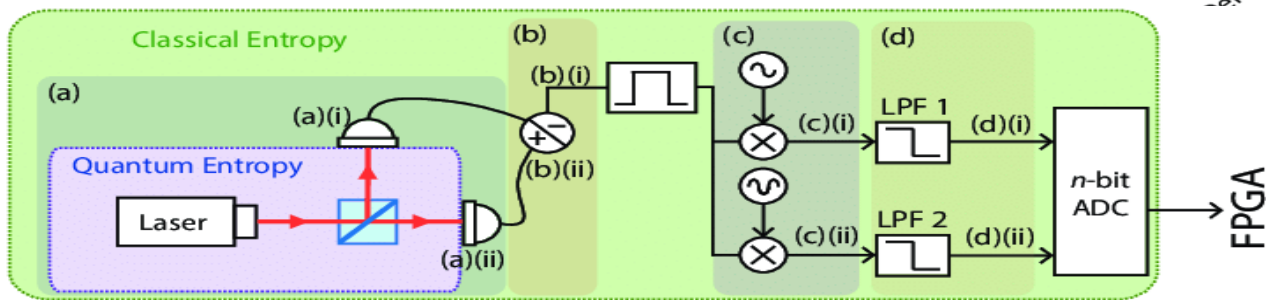 Classical Entropy
(a)
(a)(i)
Quantum Entropy
Laser
(a)(ii)
(b)
(b)(i)
+ −
(b)(ii)
(c)
(c)(i)
(c)(ii)
(d)
LPF 1
(d)(i)
LPF 2
(d)(ii)
n-bit
ADC
FPGA